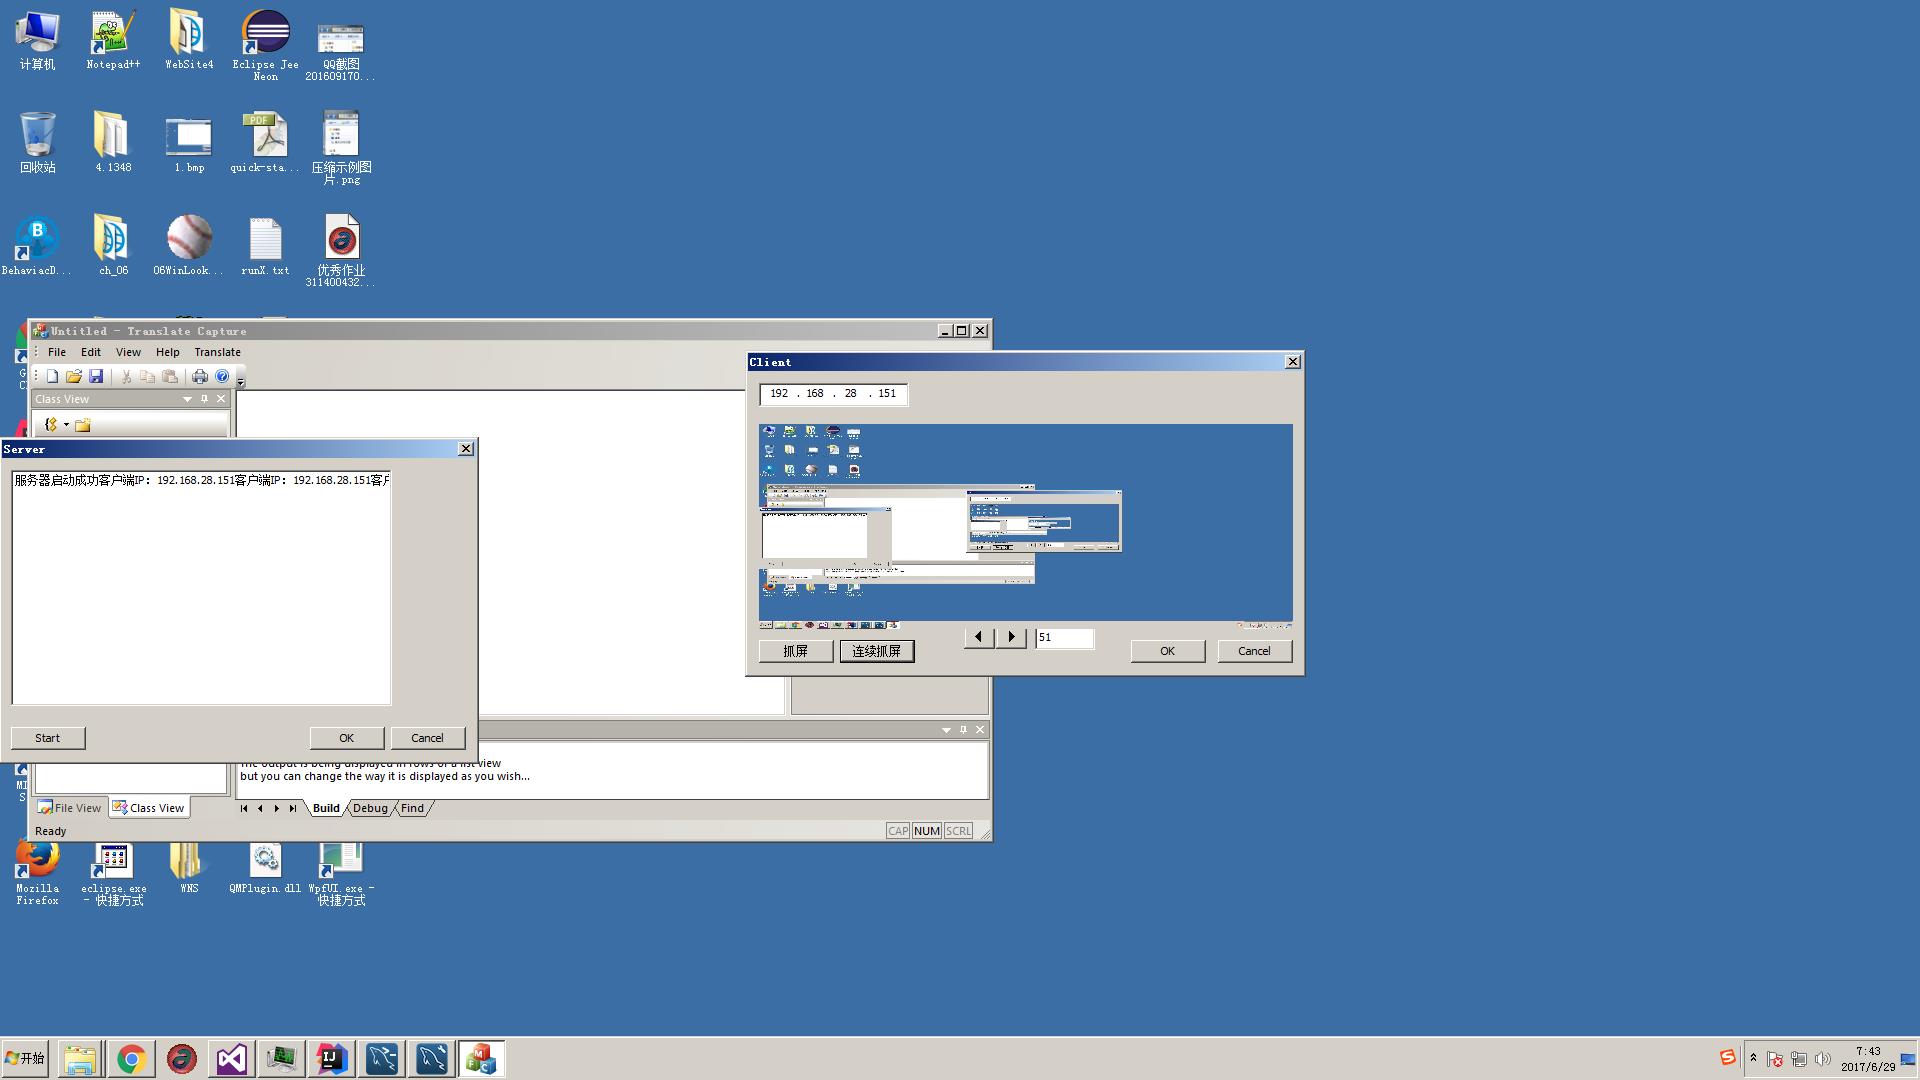 计算机
Notepad++
WebSite4
Eclipse Jee
Neon
QQ截图
201609170...
回收站
4.1348
1.bmp
PDF
quick-sta...
压缩示例图
片.png
BehaviacD...
ch_06
06WinLook...
runX.txt
优秀作业
311400432...
Untitled - Translate Capture
File Edit View Help Translate
Class View
Client
192 . 168 . 28 . 151
Server
服务器启动成功客户端IP: 192.168.28.151客户端IP: 192.168.28.151客户
抓屏
连续抓屏
51
OK
Cancel
Start
OK
Cancel
The output is being displayed in rows of a list view
but you can change the way it is displayed as you wish...
File View
Class View
Build
Debug
Find
Ready
CAP
NUM
SCRL
Mozilla
Firefox
eclipse.exe
- 快捷方式
WNS
QMPlugin.dll
WpfUI.exe -
快捷方式
开始
7:43
2017/6/29